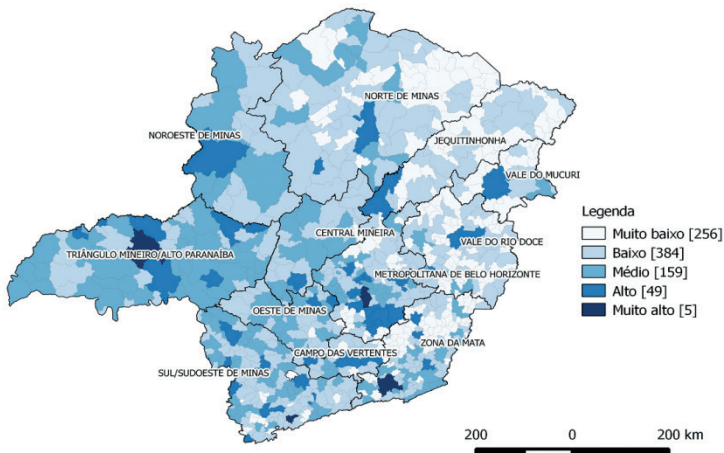 NORTE DE MINAS
NOROESTE DE MINAS
JEQUITINHONHA
VALE DO MUCURI
CENTRAL MINEIRA
VALE DO RIO DOCE
TRIÂNGULO MINEIRO/ALTO PARANAÍBA
METROPOLITANA DE BELO HORIZONTE
OESTE DE MINAS
ZONA DA MATA
CAMPO DAS VERTENTES
SUL/SUDOESTE DE MINAS
Legenda
Muito baixo [256]
Baixo [384]
Médio [159]
Alto [49]
Muito alto [5]
200 0 200 km